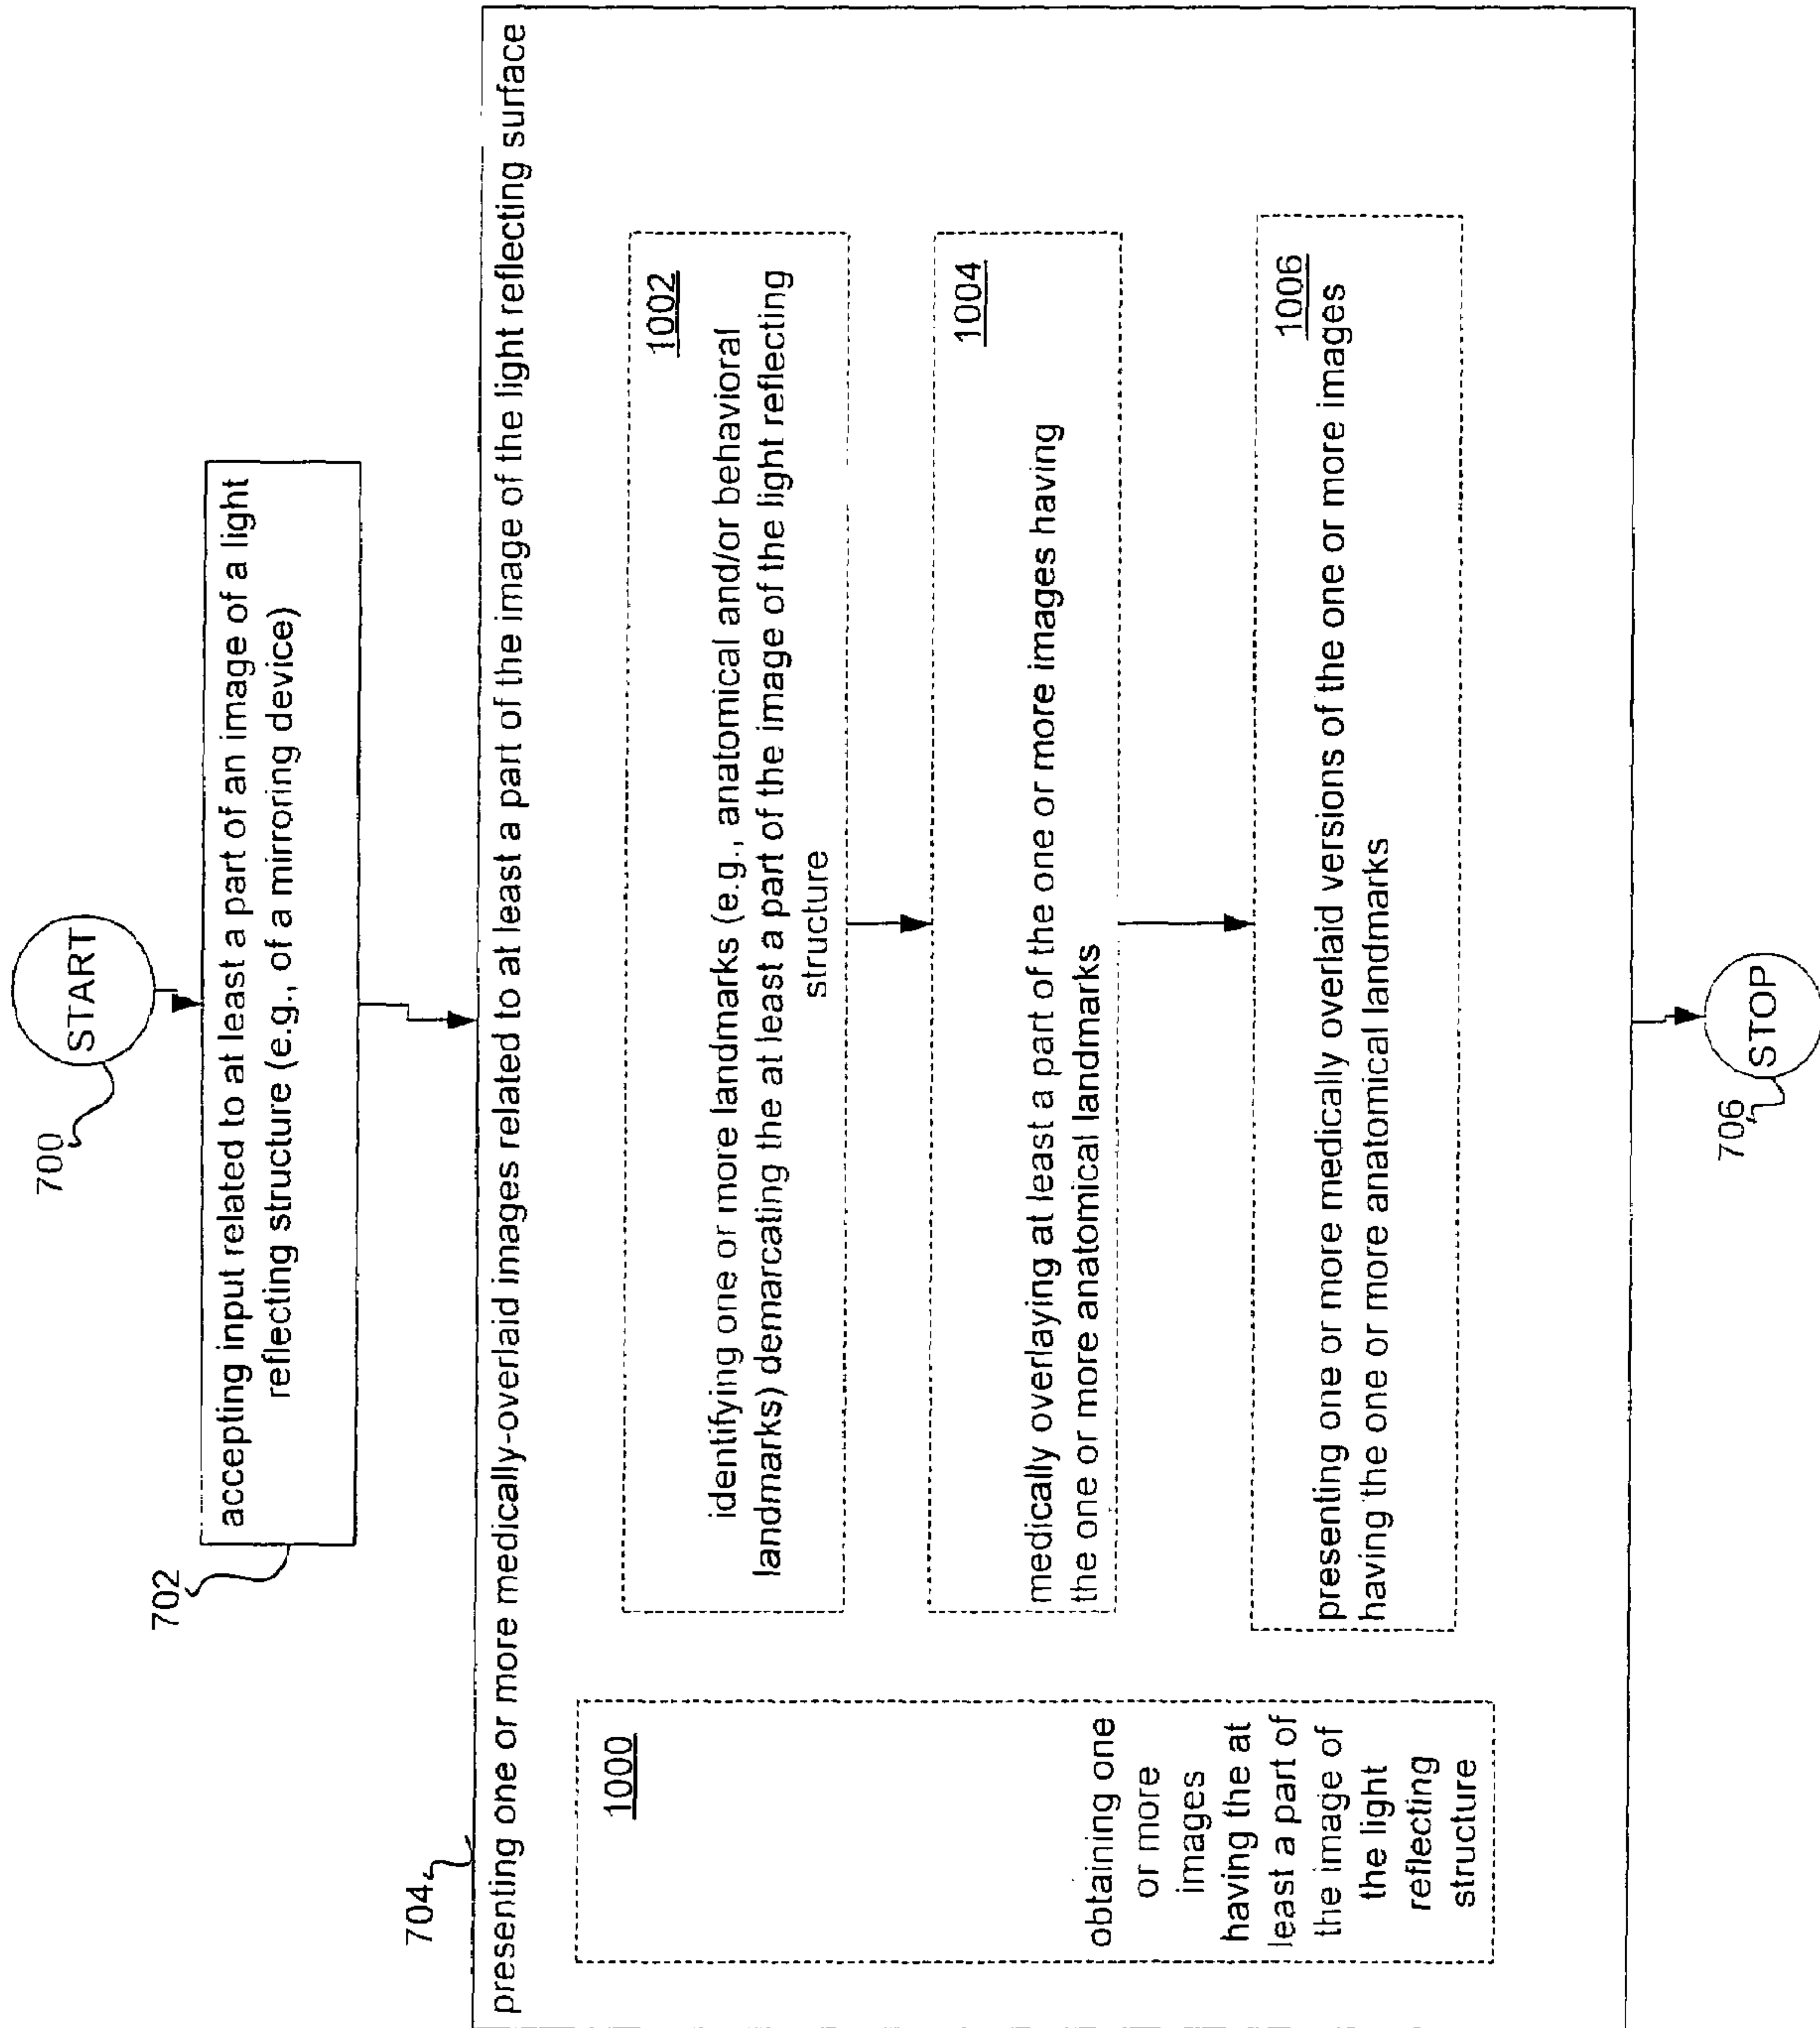 700
START
702
accepting input related to at least a part of an image of a light
reflecting structure (e.g., of a mirroring device)
704
presenting one or more medically-overlaid images related to at least a part of the image of the light reflecting surface
1000
obtaining one
or more
images
having the at
least a part of
the image of
the light
reflecting
structure
1002
identifying one or more landmarks (e.g., anatomical and/or behavioral
landmarks) demarcating the at least a part of the image of the light reflecting
structure
1004
medically overlaying at least a part of the one or more images having
the one or more anatomical landmarks
1006
presenting one or more medically overlaid versions of the one or more images
having the one or more anatomical landmarks
706
STOP